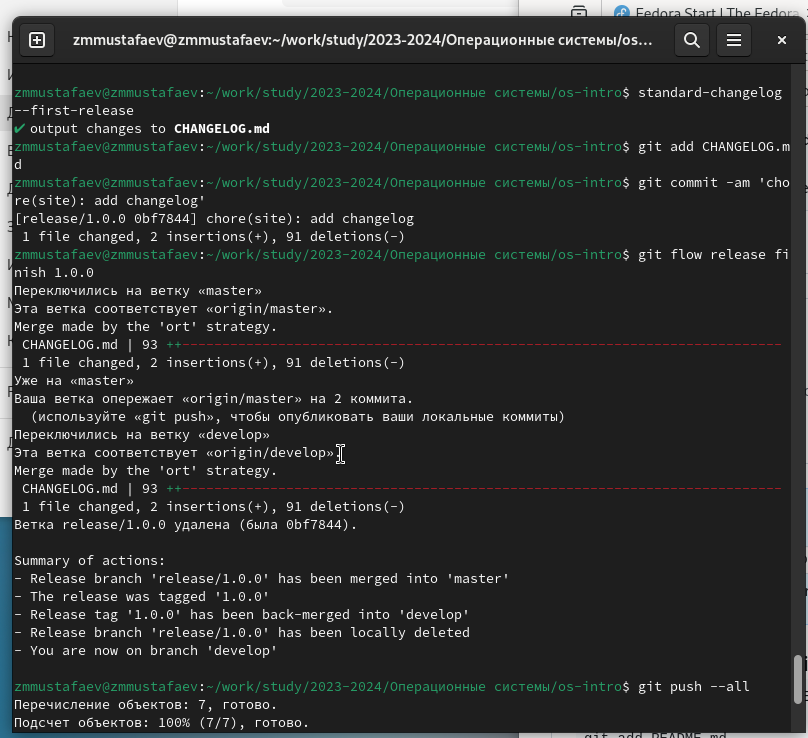 Fedora Start | The Fedora
zmmustafaev@zmmustafaev:~/work/study/2023-2024/Операционные системы/os...
zmmustafaev@zmmustafaev:~/work/study/2023-2024/Операционные системы/os-intro$ standard-changelog
--first-release
✔ output changes to CHANGELOG.md
zmmustafaev@zmmustafaev:~/work/study/2023-2024/Операционные системы/os-intro$ git add CHANGELOG.m
d
zmmustafaev@zmmustafaev:~/work/study/2023-2024/Операционные системы/os-intro$ git commit -am 'cho
re(site): add changelog'
[release/1.0.0 0bf7844] chore(site): add changelog
 1 file changed, 2 insertions(+), 91 deletions(-)
zmmustafaev@zmmustafaev:~/work/study/2023-2024/Операционные системы/os-intro$ git flow release fi
nish 1.0.0
Переключились на ветку «master»
Эта ветка соответствует «origin/master».
Merge made by the 'ort' strategy.
 CHANGELOG.md | 93 ++---------------------------------------------------------------------------
 1 file changed, 2 insertions(+), 91 deletions(-)
Уже на «master»
Ваша ветка опережает «origin/master» на 2 коммита.
  (используйте «git push», чтобы опубликовать ваши локальные коммиты)
Переключились на ветку «develop»
Эта ветка соответствует «origin/develop».
Merge made by the 'ort' strategy.
 CHANGELOG.md | 93 ++---------------------------------------------------------------------------
 1 file changed, 2 insertions(+), 91 deletions(-)
Ветка release/1.0.0 удалена (была 0bf7844).
Summary of actions:
- Release branch 'release/1.0.0' has been merged into 'master'
- The release was tagged '1.0.0'
- Release tag '1.0.0' has been back-merged into 'develop'
- Release branch 'release/1.0.0' has been locally deleted
- You are now on branch 'develop'
zmmustafaev@zmmustafaev:~/work/study/2023-2024/Операционные системы/os-intro$ git push --all
Перечисление объектов: 7, готово.
Подсчет объектов: 100% (7/7), готово.